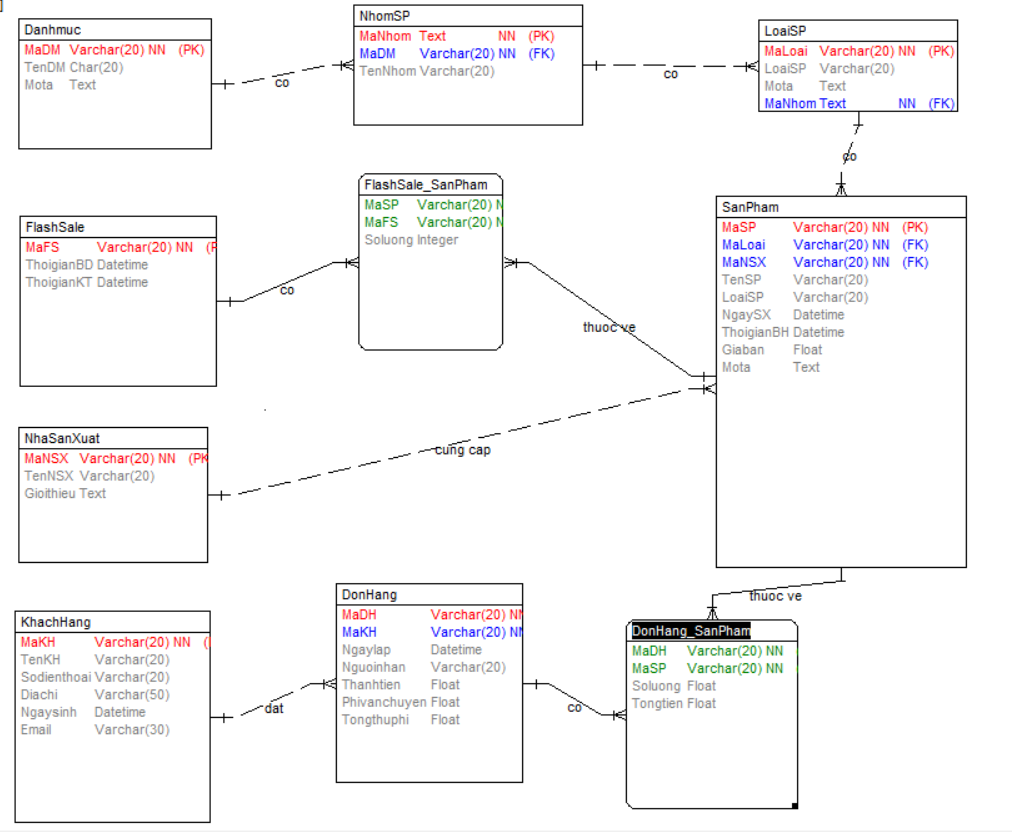 Danhmuc
MaDM Varchar(20) NN (PK)
TenDM Char(20)
Mota Text
NhomSP
MaNhom Text NN (PK)
MaDM Varchar(20) NN (FK)
TenNhom Varchar(20)
LoaiSP
MaLoai Varchar(20) NN (PK)
LoaiSP Varchar(20)
Mota Text
MaNhom Text NN (FK)
co
co
co
FlashSale
MaFS Varchar(20) NN (P
ThoigianBD Datetime
ThoigianKT Datetime
FlashSale_SanPham
MaSP Varchar(20) N
MaFS Varchar(20) N
Soluong Integer
co
thuoc ve
SanPham
MaSP Varchar(20) NN (PK)
MaLoai Varchar(20) NN (FK)
MaNSX Varchar(20) NN (FK)
TenSP Varchar(20)
LoaiSP Varchar(20)
NgaySX Datetime
ThoigianBH Datetime
Giaban Float
Mota Text
NhaSanXuat
MaNSX Varchar(20) NN (PK
TenNSX Varchar(20)
Gioithieu Text
cung cap
thuoc ve
KhachHang
MaKH Varchar(20) NN (
TenKH Varchar(20)
Sodienthoai Varchar(20)
Diachi Varchar(50)
Ngaysinh Datetime
Email Varchar(30)
dat
DonHang
MaDH Varchar(20) NN
MaKH Varchar(20) NN
Ngaylap Datetime
Nguoinhan Varchar(20)
Thanhtien Float
Phivanchuyen Float
Tongthuphi Float
co
DonHang_SanPham
MaDH Varchar(20) NN
MaSP Varchar(20) NN
Soluong Float
Tongtien Float